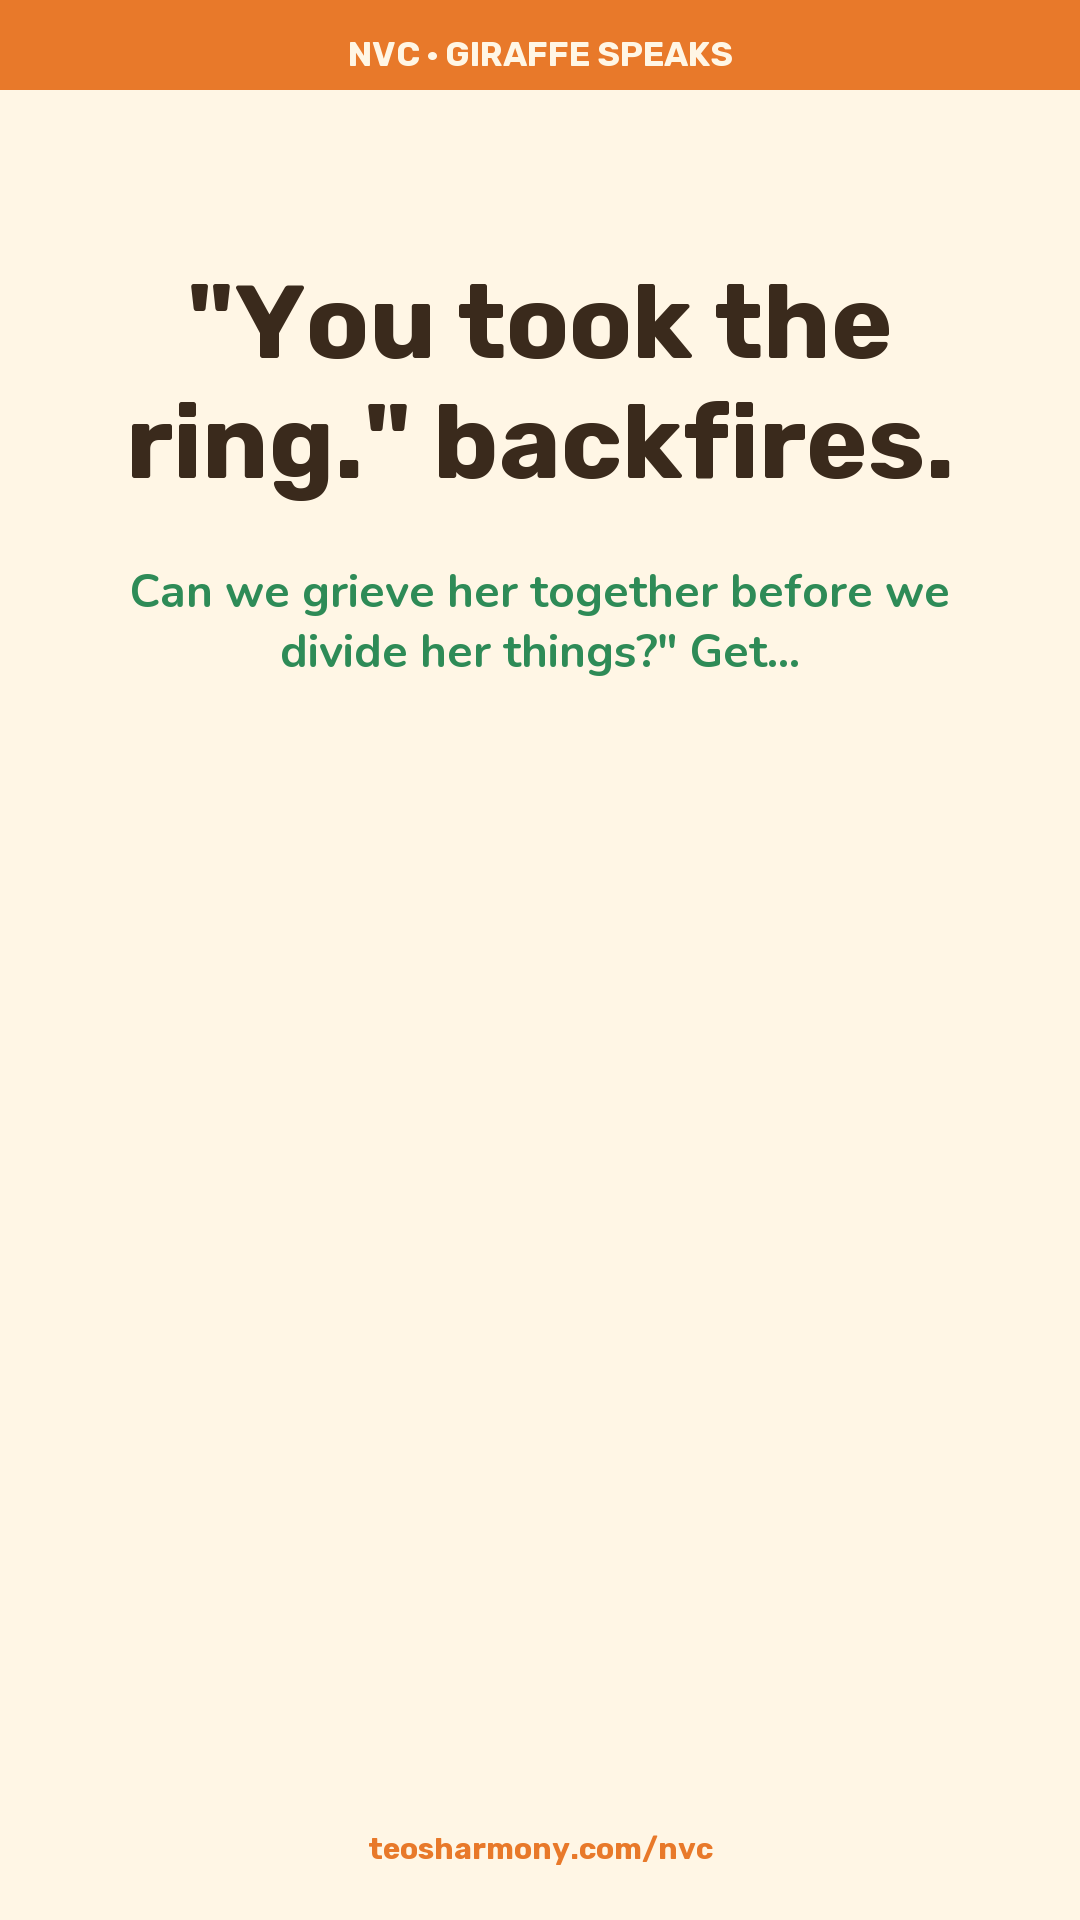 NVC • GIRAFFE SPEAKS
"You took the
ring." backfires.
Can we grieve her together before we
divide her things?" Get...
teosharmony.com/nvc